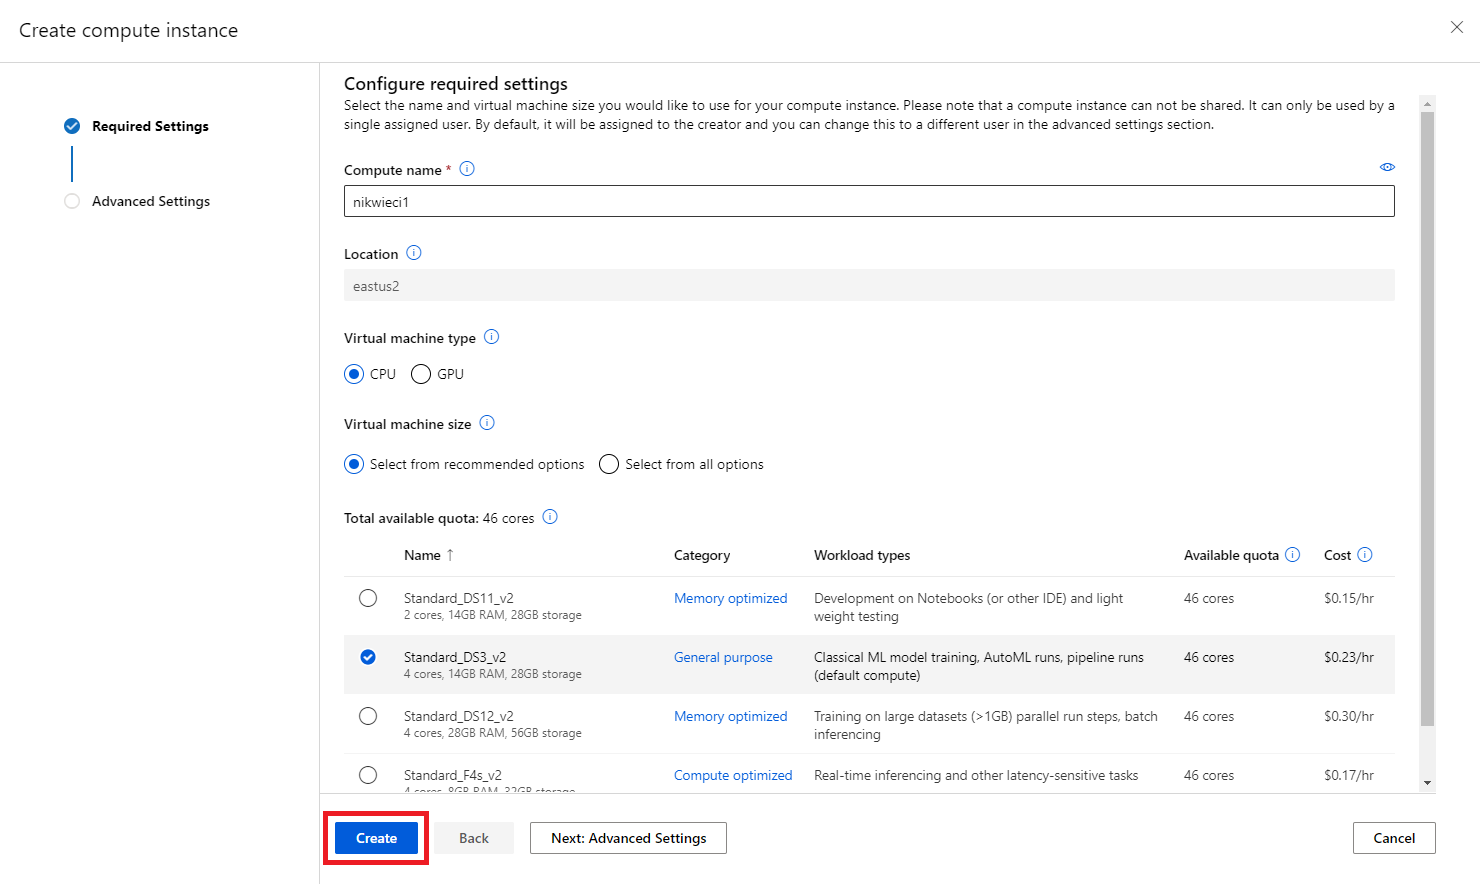 Create compute instance
Required Settings
Advanced Settings
Configure required settings
Select the name and virtual machine size you would like to use for your compute instance. Please note that a compute instance can not be shared. It can only be used by a
single assigned user. By default, it will be assigned to the creator and you can change this to a different user in the advanced settings section.
Compute name *
nikwieci1
Location
eastus2
Virtual machine type
CPU GPU
Virtual machine size
Select from recommended options Select from all options
Total available quota: 46 cores
Name ↑ Category Workload types Available quota Cost
Standard_DS11_v2 Memory optimized Development on Notebooks (or other IDE) and light 46 cores $0.15/hr
2 cores, 14GB RAM, 28GB storage weight testing
Standard_DS3_v2 General purpose Classical ML model training, AutoML runs, pipeline runs 46 cores $0.23/hr
4 cores, 14GB RAM, 28GB storage (default compute)
Standard_DS12_v2 Memory optimized Training on large datasets (>1GB) parallel run steps, batch 46 cores $0.30/hr
4 cores, 28GB RAM, 56GB storage inferencing
Standard_F4s_v2 Compute optimized Real-time inferencing and other latency-sensitive tasks 46 cores $0.17/hr
4 cores, 8GB RAM, 32GB storage
Create Back Next: Advanced Settings Cancel